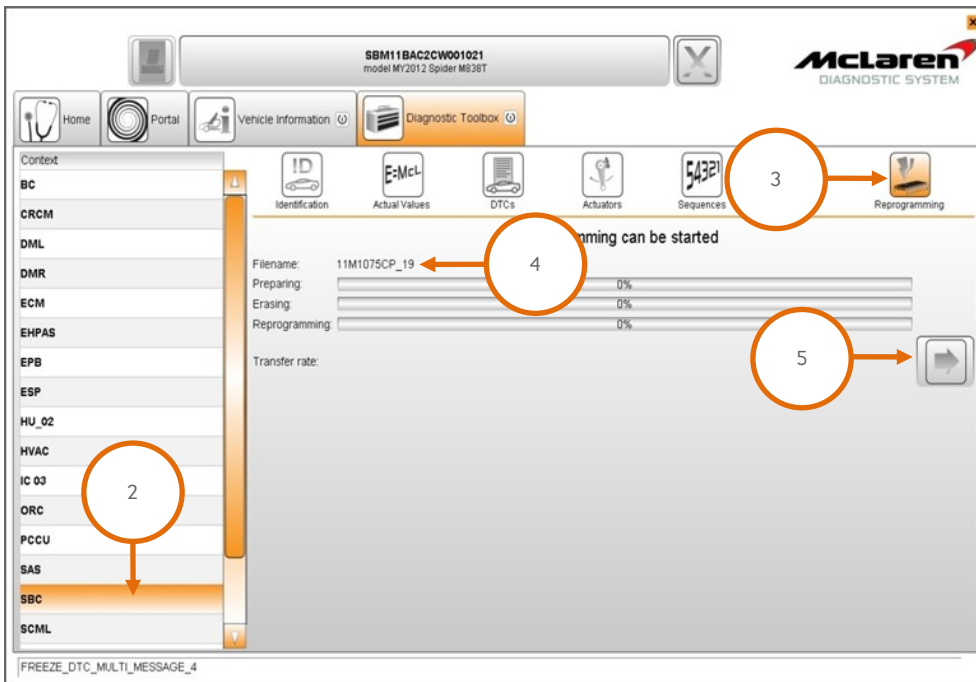 SBM11BAC2CW001021
model MY2012 Spider M838T
McLaren
DIAGNOSTIC SYSTEM
Home
Portal
Vehicle Information
Diagnostic Toolbox
Context
BC
CRCM
DML
DMR
ECM
EHPAS
EPB
ESP
HU_02
HVAC
IC 03
ORC
PCCU
SAS
SBC
SCML
ID
Identification
E=McL
Actual Values
DTCs
Actuators
54321
Sequences
3
Reprogramming
mming can be started
Filename: 11M1075CP_19
4
Preparing: 0%
Erasing: 0%
Reprogramming: 0%
Transfer rate:
5
2
FREEZE_DTC_MULTI_MESSAGE_4